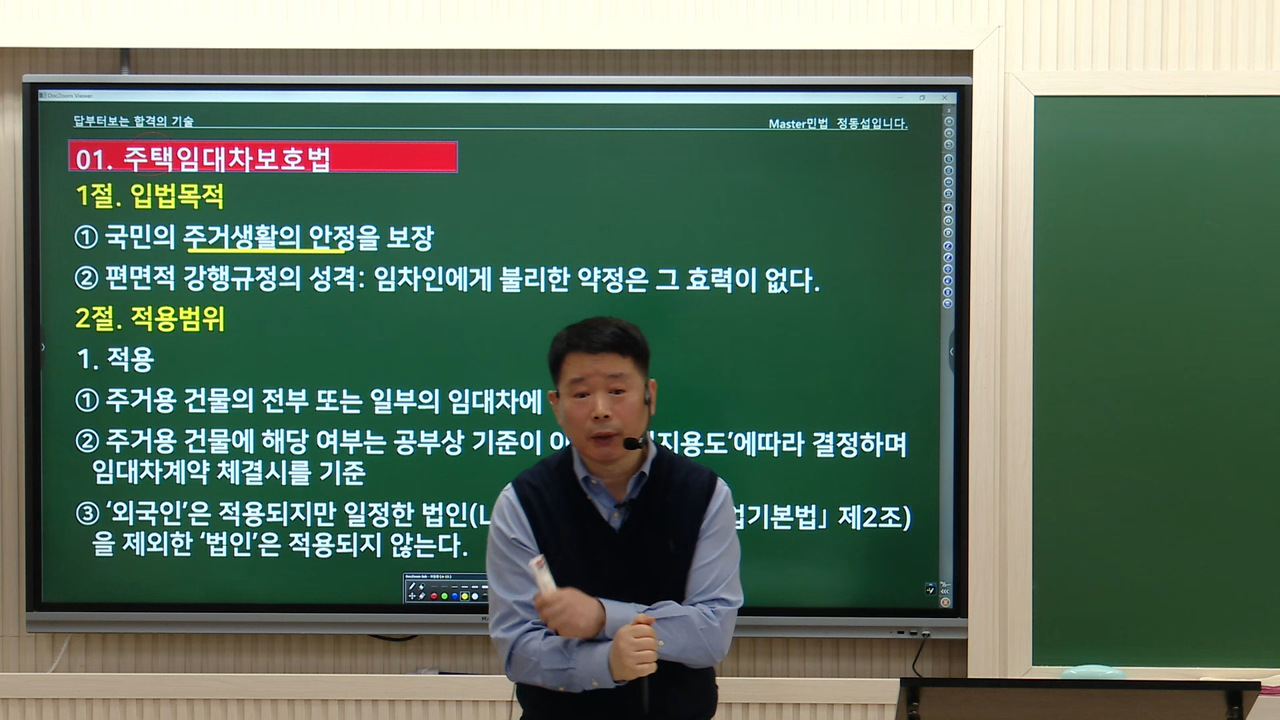 DocZoom Viewer
답부터보는 합격의 기술
Master민법 정동섭입니다.
01. 주택임대차보호법
1절. 입법목적
① 국민의 주거생활의 안정을 보장
② 편면적 강행규정의 성격: 임차인에게 불리한 약정은 그 효력이 없다.
2절. 적용범위
1. 적용
① 주거용 건물의 전부 또는 일부의 임대차에
② 주거용 건물에 해당 여부는 공부상 기준이 지용도’에따라 결정하며
임대차계약 체결시를 기준
③ ‘외국인’은 적용되지만 일정한 법인( 업기본법」 제2조)
을 제외한 ‘법인’은 적용되지 않는다.